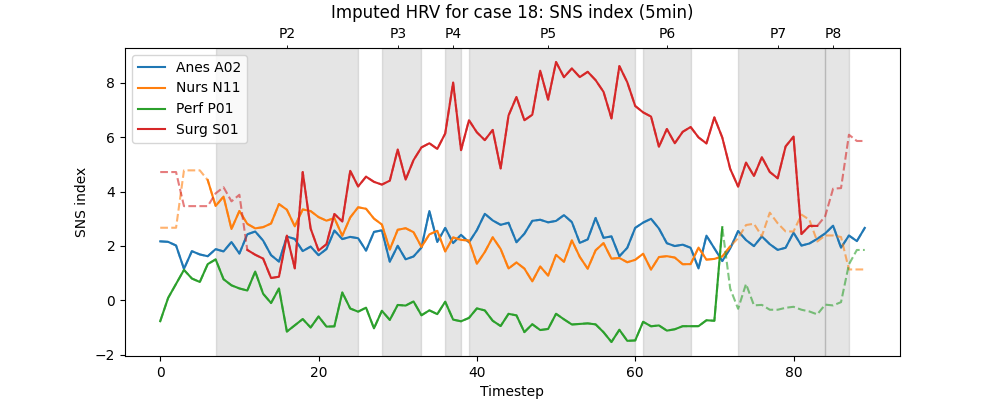 Imputed HRV for case 18: SNS index (5min)
P2 P3 P4 P5 P6 P7 P8
Anes A02
Nurs N11
Perf P01
Surg S01
SNS index
8
6
4
2
0
−2
0 20 40 60 80
Timestep